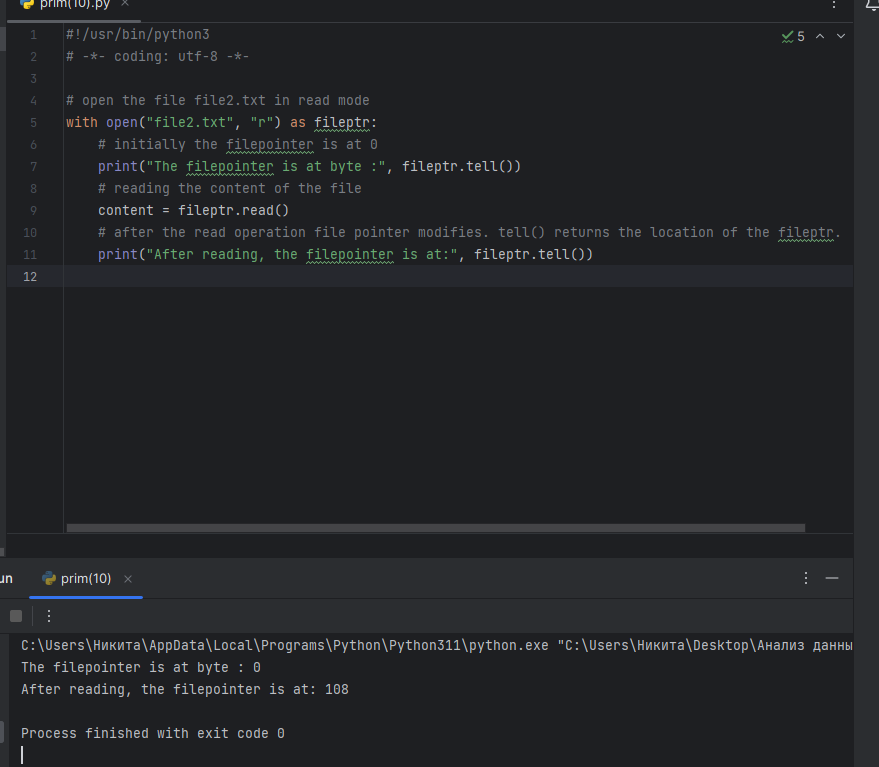 prim(10).py
5
1 #!/usr/bin/python3
2 # -*- coding: utf-8 -*-
3
4 # open the file file2.txt in read mode
5 with open("file2.txt", "r") as fileptr:
6 # initially the filepointer is at 0
7 print("The filepointer is at byte :", fileptr.tell())
8 # reading the content of the file
9 content = fileptr.read()
10 # after the read operation file pointer modifies. tell() returns the location of the fileptr.
11 print("After reading, the filepointer is at:", fileptr.tell())
12
un prim(10)
C:\Users\Никита\AppData\Local\Programs\Python\Python311\python.exe "C:\Users\Никита\Desktop\Анализ данны
The filepointer is at byte : 0
After reading, the filepointer is at: 108
Process finished with exit code 0